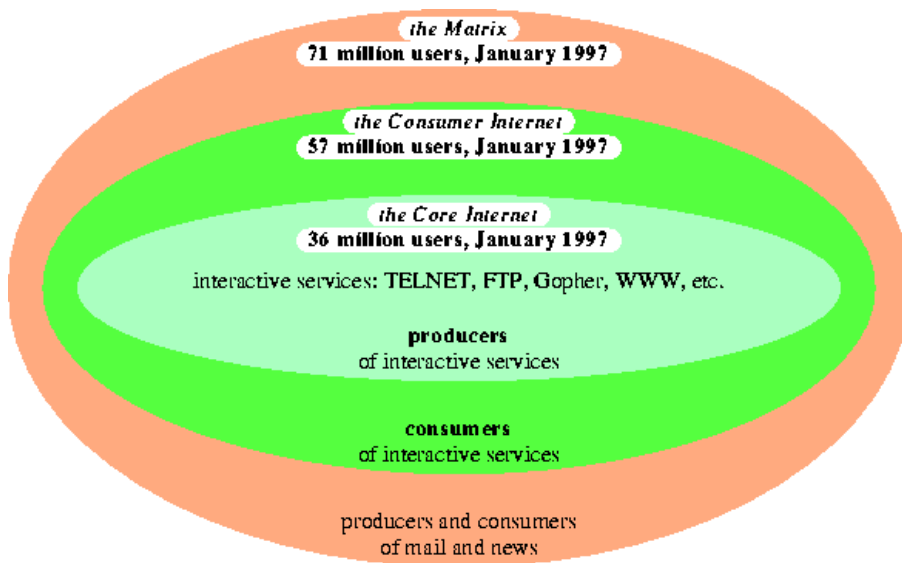 the Matrix
71 million users, January 1997
the Consumer Internet
57 million users, January 1997
the Core Internet
36 million users, January 1997
interactive services: TELNET, FTP, Gopher, WWW, etc.
producers
of interactive services
consumers
of interactive services
producers and consumers
of mail and news